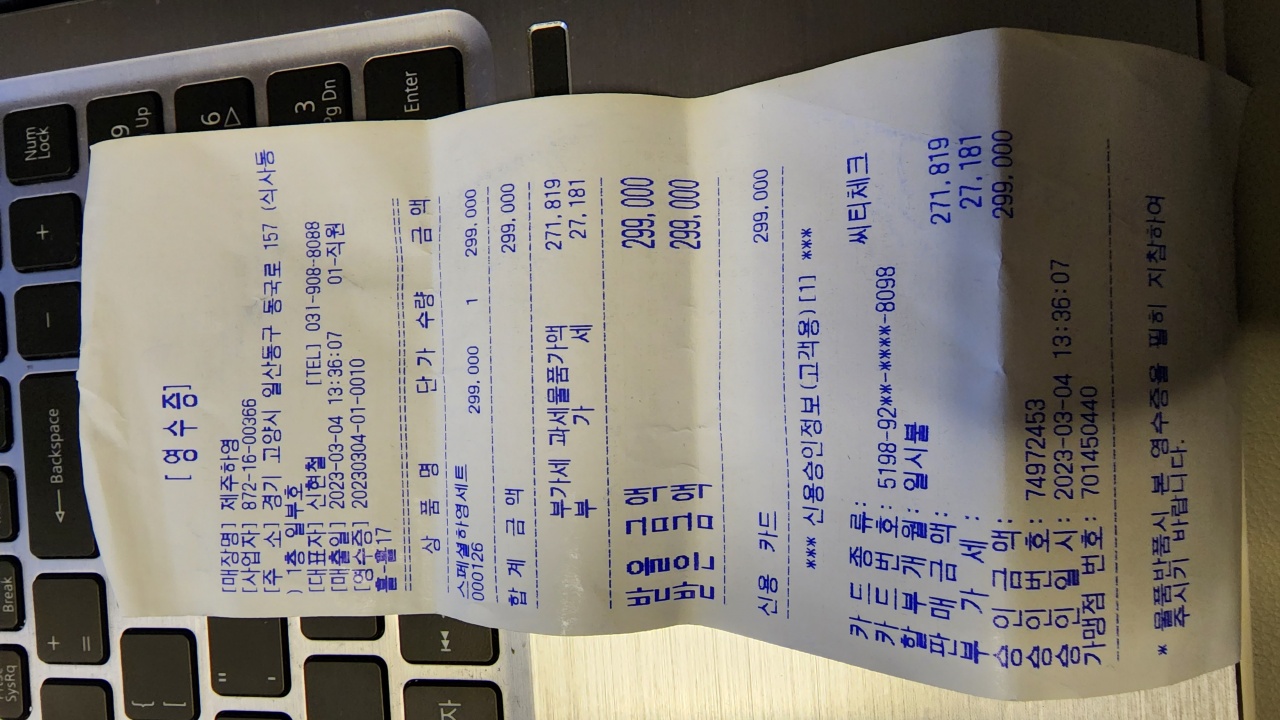 [영수증]
[매장명] 제주하영
[사업자] 872-16-00366
[주 소] 경기 고양시 일산동구 동국로 157 (식사동
) 1층 일부호
[대표자] 신현철 [TEL] 031-908-8088
[매출일] 2023-03-04 13:36:07 01-직원
[영수증] 20230304-01-0010
홀 홀17
상 품 명 단가 수량 금 액
스페셜하영세트
000126 299,000 1 299,000
합 계 금 액 299,000
부가세 과세물품가액 271,819
부 가 세 27,181
받을금액 299,000
받은금액 299,000
신용 카드 299,000
*** 신용승인정보(고객용)[1] ***
카 드 종 류: 씨티체크
카 드 번 호: 5198-92**-****-8098
할 부 개 월: 일시불
판 매 금 액: 271,819
부 가 세 : 27,181
승 인 금 액: 299,000
승 인 번 호: 74972453
승 인 일 시: 2023-03-04 13:36:07
가맹점 번호: 701450440
* 물품반품시 본 영수증을 필히 지참하여
주시기 바랍니다.
Num
Lock
9
Up
6
3
Pg Dn
Enter
+
-
Backspace
Break
+
=
SysRq
{
[
"
'